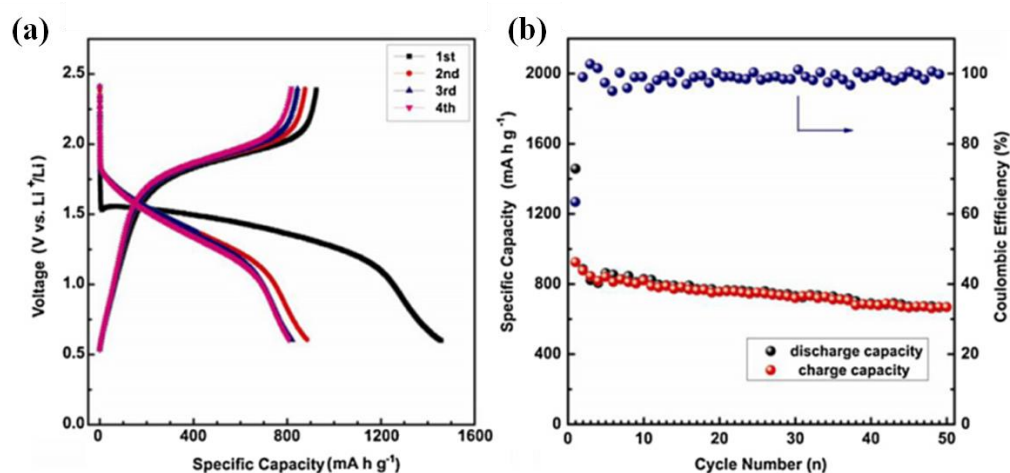 (a)
1st
2nd
3rd
4th
2.5
2.0
1.5
1.0
0.5
0.0
0
400
800
1200
1600
Voltage (V vs. Li⁺/Li)
Specific Capacity (mA h g⁻¹)
(b)
2000
1600
1200
800
400
0
100
80
60
40
20
0
discharge capacity
charge capacity
0
10
20
30
40
50
Specific Capacity (mA h g⁻¹)
Coulombic Efficiency (%)
Cycle Number (n)